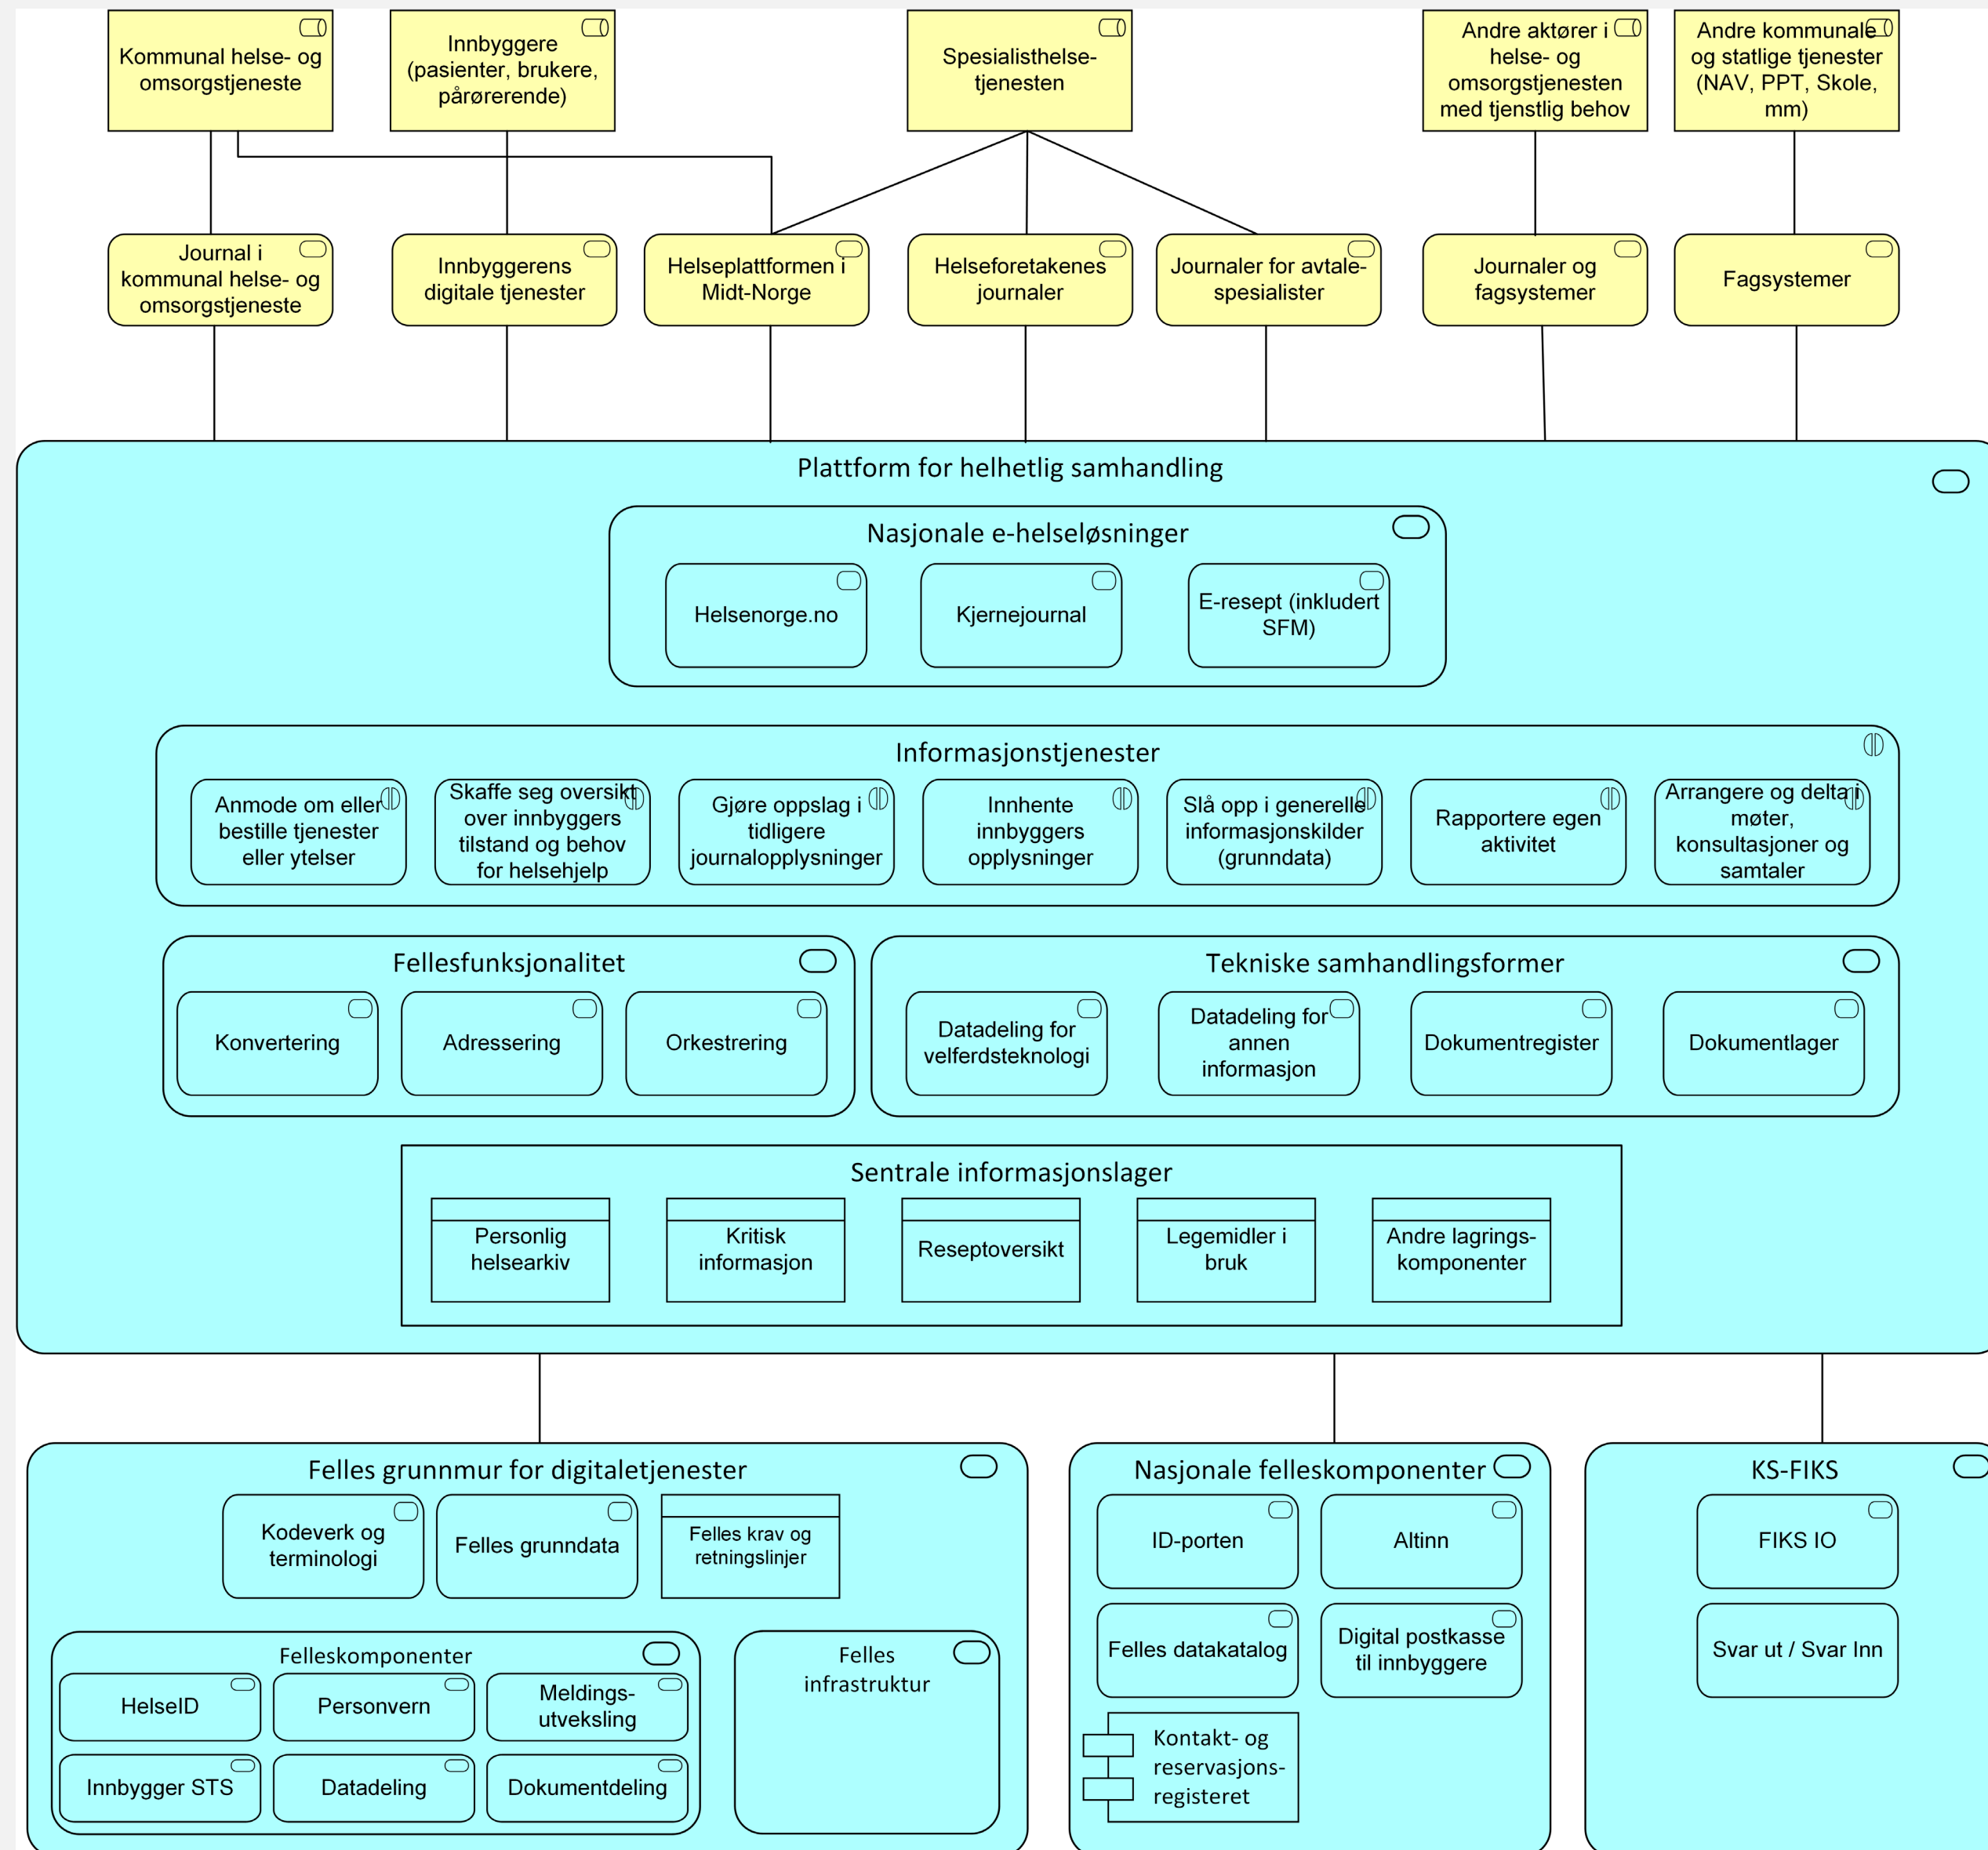 Kommunal helse- og
omsorgstjeneste
Innbyggere
(pasienter, brukere,
pårørerende)
Spesialisthelse-
tjenesten
Andre aktører i
helse- og
omsorgstjenesten
med tjenstlig behov
Andre kommunale
og statlige tjenester
(NAV, PPT, Skole,
mm)
Journal i
kommunal helse- og
omsorgstjeneste
Innbyggerens
digitale tjenester
Helseplattformen i
Midt-Norge
Helseforetakenes
journaler
Journaler for avtale-
spesialister
Journaler og
fagsystemer
Fagsystemer
Plattform for helhetlig samhandling
Nasjonale e-helseløsninger
Helsenorge.no
Kjernejournal
E-resept (inkludert
SFM)
Informasjonstjenester
Anmode om eller
bestille tjenester
eller ytelser
Skaffe seg oversikt
over innbyggers
tilstand og behov
for helsehjelp
Gjøre oppslag i
tidligere
journalopplysninger
Innhente
innbyggers
opplysninger
Slå opp i generelle
informasjonskilder
(grunndata)
Rapportere egen
aktivitet
Arrangere og delta i
møter,
konsultasjoner og
samtaler
Fellesfunksjonalitet
Konvertering
Adressering
Orkestrering
Tekniske samhandlingsformer
Datadeling for
velferdsteknologi
Datadeling for
annen
informasjon
Dokumentregister
Dokumentlager
Sentrale informasjonslager
Personlig
helsearkiv
Kritisk
informasjon
Reseptoversikt
Legemidler i
bruk
Andre lagrings-
komponenter
Felles grunnmur for digitaletjenester
Kodeverk og
terminologi
Felles grunndata
Felles krav og
retningslinjer
Felleskomponenter
HelseID
Personvern
Meldings-
utveksling
Innbygger STS
Datadeling
Dokumentdeling
Felles
infrastruktur
Nasjonale felleskomponenter
ID-porten
Altinn
Felles datakatalog
Digital postkasse
til innbyggere
Kontakt- og
reservasjons-
registeret
KS-FIKS
FIKS IO
Svar ut / Svar Inn